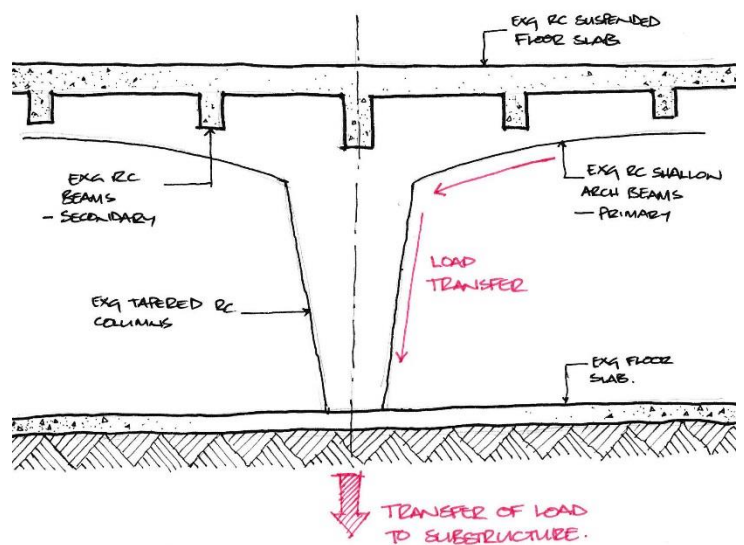 EXG RC SUSPENDED
FLOOR SLAB
EXG RC
BEAMS
- SECONDARY
EXG RC SHALLOW
ARCH BEAMS
- PRIMARY
LOAD
TRANSFER
EXG TAPERED RC
COLUMNS
EXG FLOOR
SLAB.
TRANSFER OF LOAD
TO SUBSTRUCTURE.